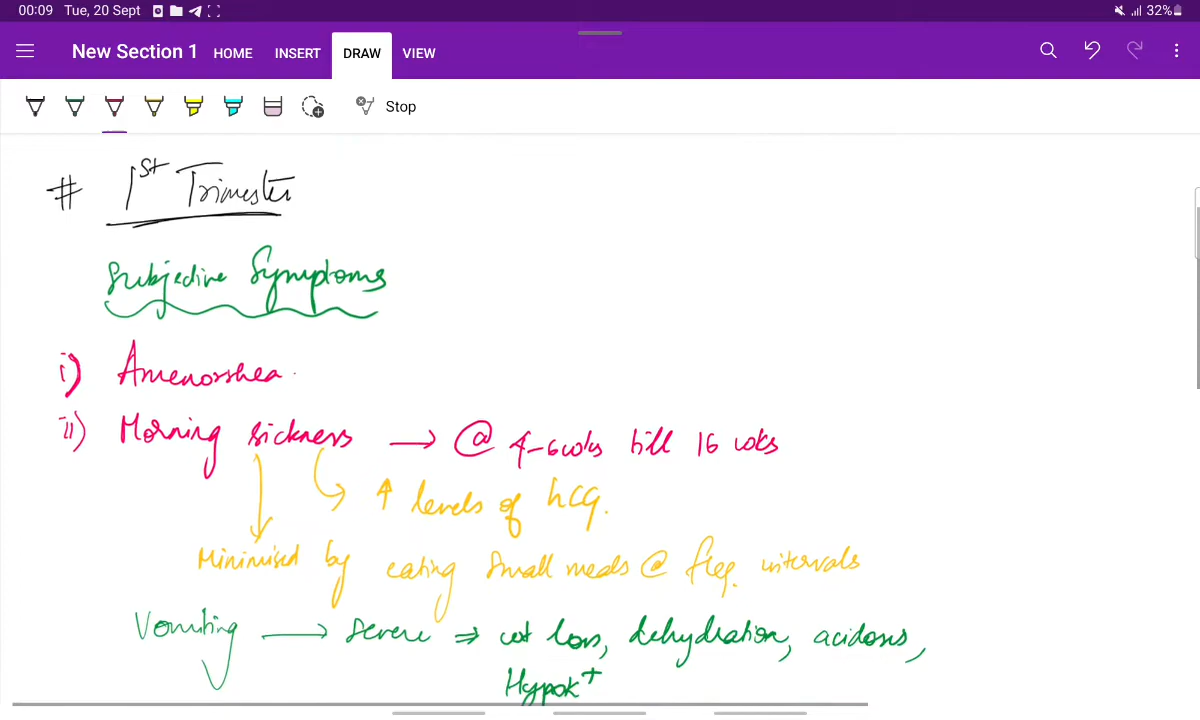 00:09 Tue, 20 Sept 32%
New Section 1 HOME INSERT DRAW VIEW
Stop
# 1st Trimester
Subjective Symptoms
i) Amenorrhea.
ii) Morning sickness → @ 4-6 wks till 16 wks
↑ levels of hCG.
Minimised by eating small meals @ freq. intervals
Vomiting → Severe ⇒ wt loss, dehydration, acidosis,
Hypok+